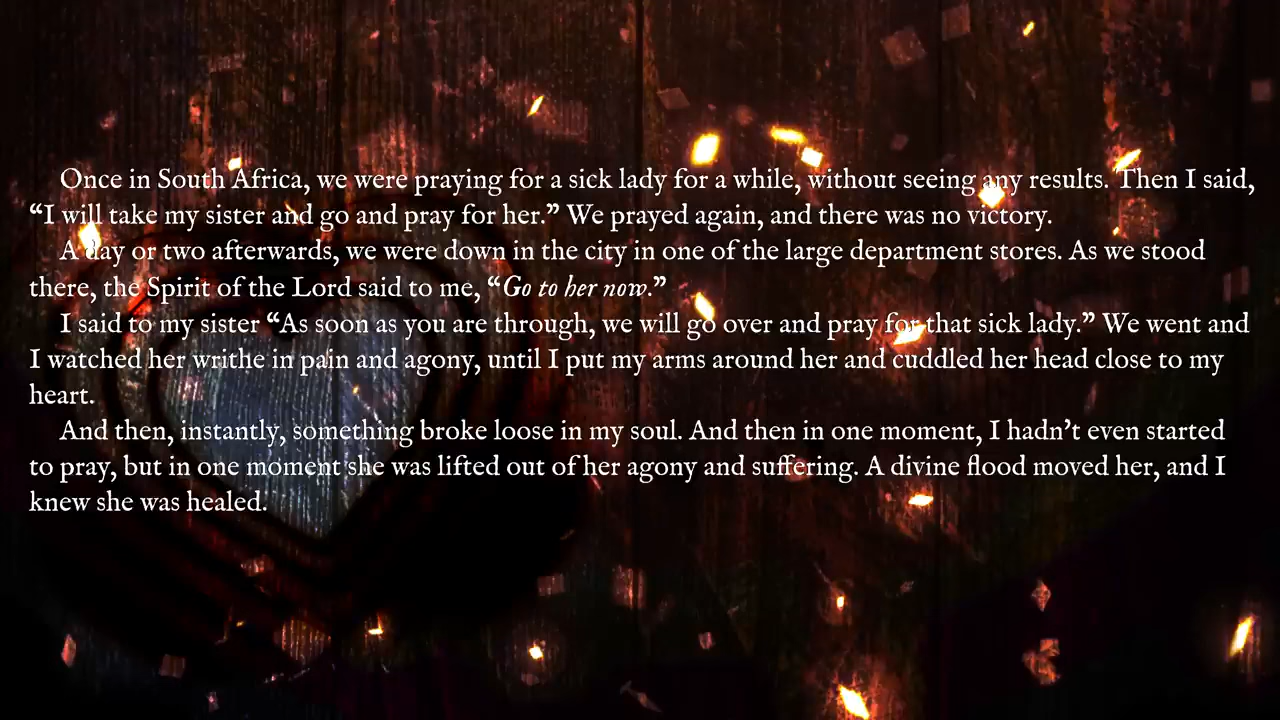 Once in South Africa, we were praying for a sick lady for a while, without seeing any results. Then I said,
“I will take my sister and go and pray for her.” We prayed again, and there was no victory.
A day or two afterwards, we were down in the city in one of the large department stores. As we stood
there, the Spirit of the Lord said to me, “Go to her now.”
I said to my sister “As soon as you are through, we will go over and pray for that sick lady.” We went and
I watched her writhe in pain and agony, until I put my arms around her and cuddled her head close to my
heart.
And then, instantly, something broke loose in my soul. And then in one moment, I hadn’t even started
to pray, but in one moment she was lifted out of her agony and suffering. A divine flood moved her, and I
knew she was healed.